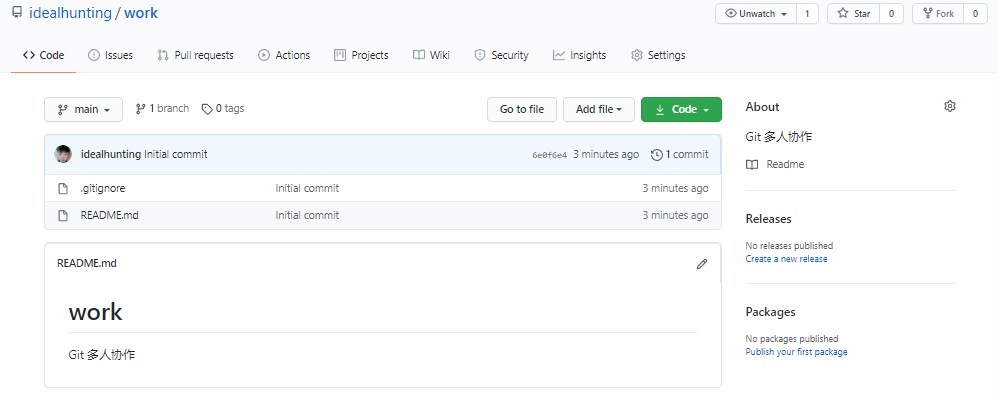 idealhunting / work
Unwatch 1 Star 0 Fork 0
Code Issues Pull requests Actions Projects Wiki Security Insights Settings
main 1 branch 0 tags Go to file Add file Code
idealhunting Initial commit 6e0f6e4 3 minutes ago 1 commit
.gitignore Initial commit 3 minutes ago
README.md Initial commit 3 minutes ago
README.md
work
Git 多人协作
About
Git 多人协作
Readme
Releases
No releases published
Create a new release
Packages
No packages published
Publish your first package